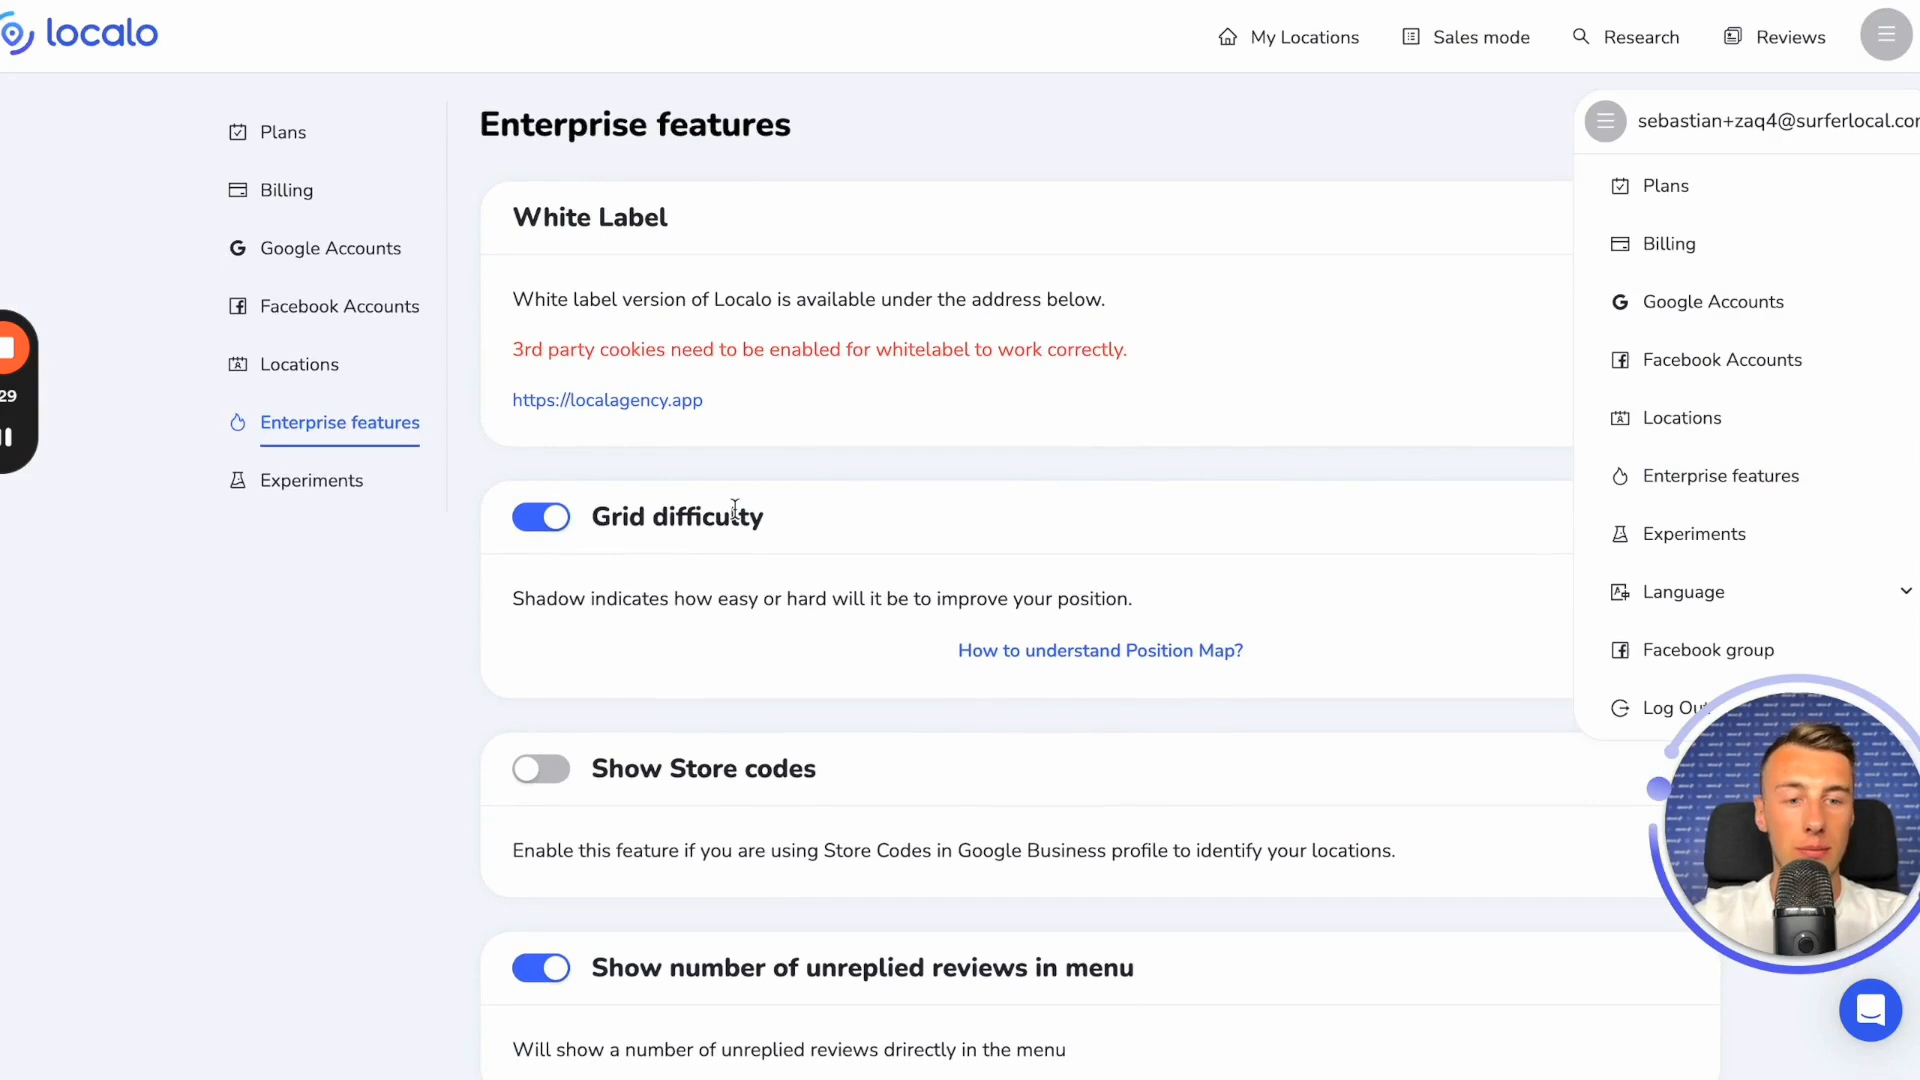 localo
My Locations
Sales mode
Research
Reviews
Plans
Billing
Google Accounts
Facebook Accounts
Locations
Enterprise features
Experiments
29
Enterprise features
White Label
White label version of Localo is available under the address below.
3rd party cookies need to be enabled for whitelabel to work correctly.
https://localagency.app
Grid difficulty
Shadow indicates how easy or hard will it be to improve your position.
How to understand Position Map?
Show Store codes
Enable this feature if you are using Store Codes in Google Business profile to identify your locations.
Show number of unreplied reviews in menu
Will show a number of unreplied reviews drirectly in the menu
sebastian+zaq4@surferlocal.com
Plans
Billing
Google Accounts
Facebook Accounts
Locations
Enterprise features
Experiments
Language
Facebook group
Log Out